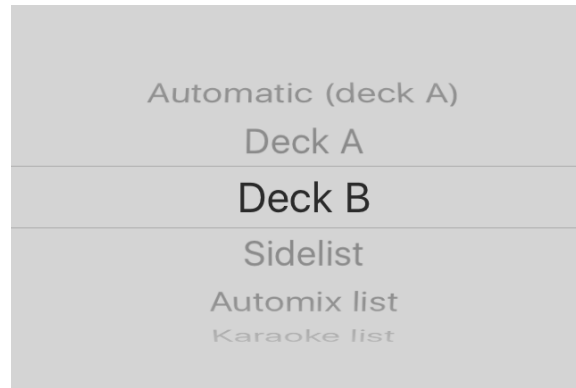 Automatic (deck A)
Deck A
Deck B
Sidelist
Automix list
Karaoke list